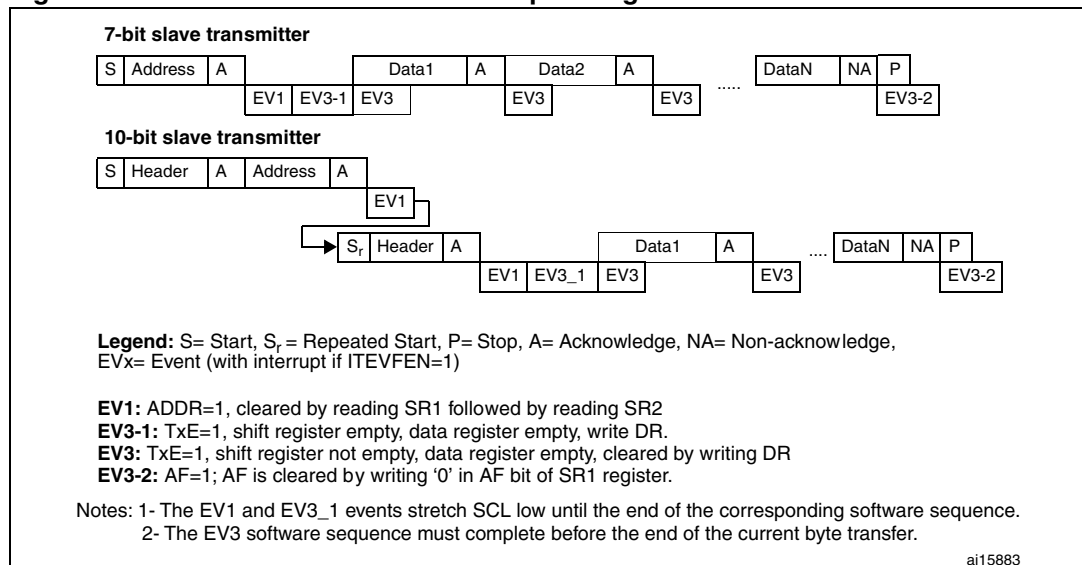 7-bit slave transmitter
S Address A Data1 A Data2 A ..... DataN NA P
EV1 EV3-1 EV3 EV3 EV3 EV3-2
10-bit slave transmitter
S Header A Address A
EV1
Sr Header A Data1 A .... DataN NA P
EV1 EV3_1 EV3 EV3 EV3-2
Legend: S= Start, Sr = Repeated Start, P= Stop, A= Acknowledge, NA= Non-acknowledge,
EVx= Event (with interrupt if ITEVFEN=1)
EV1: ADDR=1, cleared by reading SR1 followed by reading SR2
EV3-1: TxE=1, shift register empty, data register empty, write DR.
EV3: TxE=1, shift register not empty, data register empty, cleared by writing DR
EV3-2: AF=1; AF is cleared by writing ‘0’ in AF bit of SR1 register.
Notes: 1- The EV1 and EV3_1 events stretch SCL low until the end of the corresponding software sequence.
2- The EV3 software sequence must complete before the end of the current byte transfer.
ai15883